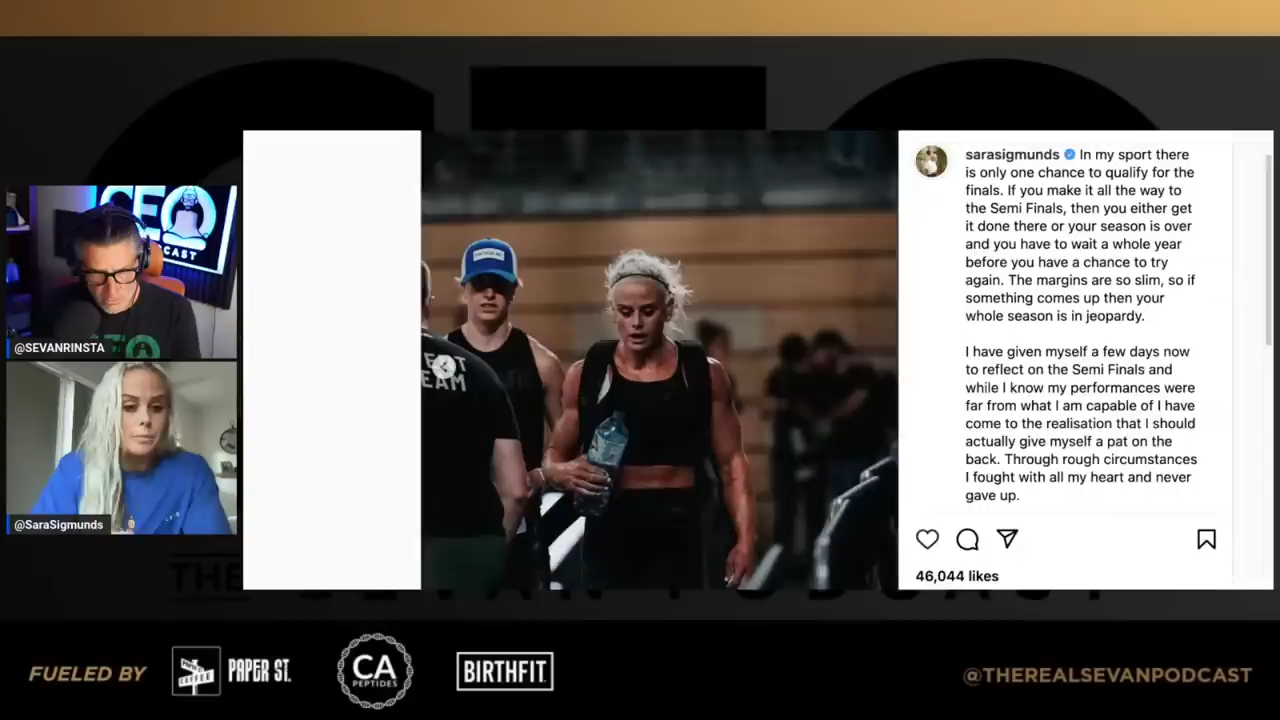 CEO
CAST
@SEVANRINSTA
@SaraSigmunds
EAM
sarasigmunds In my sport there
is only one chance to qualify for the
finals. If you make it all the way to
the Semi Finals, then you either get
it done there or your season is over
and you have to wait a whole year
before you have a chance to try
again. The margins are so slim, so if
something comes up then your
whole season is in jeopardy.
I have given myself a few days now
to reflect on the Semi Finals and
while I know my performances were
far from what I am capable of I have
come to the realisation that I should
actually give myself a pat on the
back. Through rough circumstances
I fought with all my heart and never
gave up.
46,044 likes
THE
FUELED BY
PAPER ST.
CA
PEPTIDES
BIRTHFIT
@THEREALSEVANPODCAST